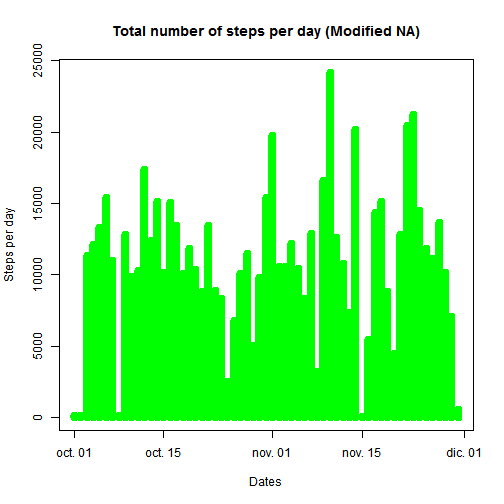 Total number of steps per day (Modified NA)
25000
20000
15000
10000
5000
0
Steps per day
oct. 01
oct. 15
nov. 01
nov. 15
dic. 01
Dates